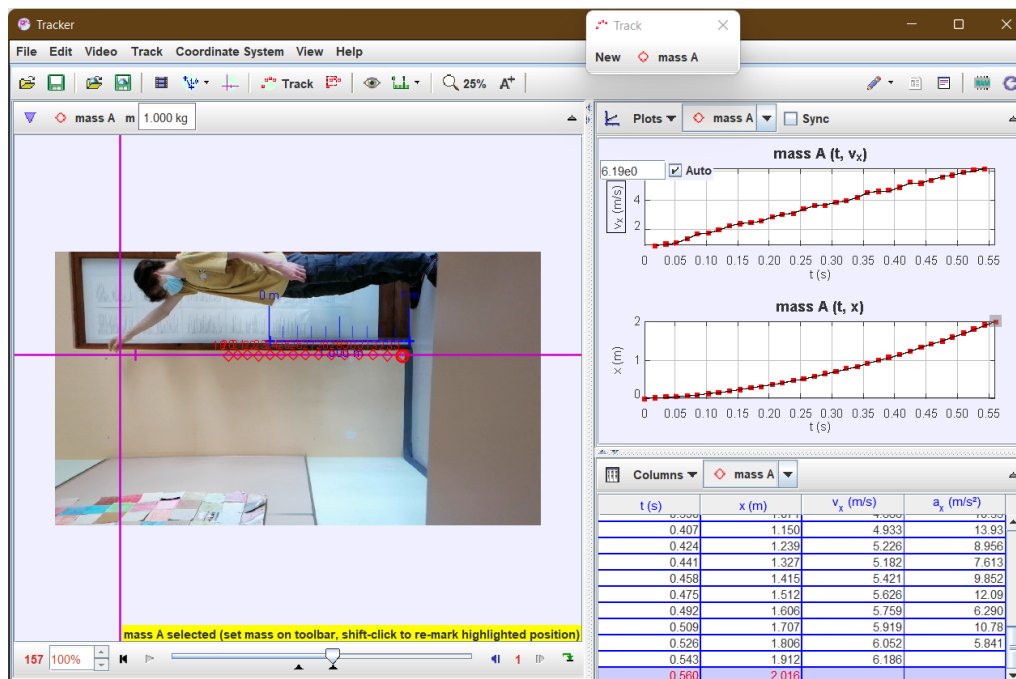 Tracker
Track
New mass A
File Edit Video Track Coordinate System View Help
Track 25% A+
mass A m 1.000 kg
Plots mass A Sync
mass A (t, vx)
6.19e0 Auto
vx (m/s)
4
2
0 0.05 0.10 0.15 0.20 0.25 0.30 0.35 0.40 0.45 0.50 0.55
t (s)
mass A (t, x)
x (m)
2
1
0
0 0.05 0.10 0.15 0.20 0.25 0.30 0.35 0.40 0.45 0.50 0.55
t (s)
0 m
mass A selected (set mass on toolbar, shift-click to re-mark highlighted position)
157 100% 1
Columns mass A
t (s) x (m) vx (m/s) ax (m/s²)
0.407 1.150 4.933 13.93
0.424 1.239 5.226 8.956
0.441 1.327 5.182 7.613
0.458 1.415 5.421 9.852
0.475 1.512 5.626 12.09
0.492 1.606 5.759 6.290
0.509 1.707 5.919 10.78
0.526 1.806 6.052 5.841
0.543 1.912 6.186
0.560 2.016